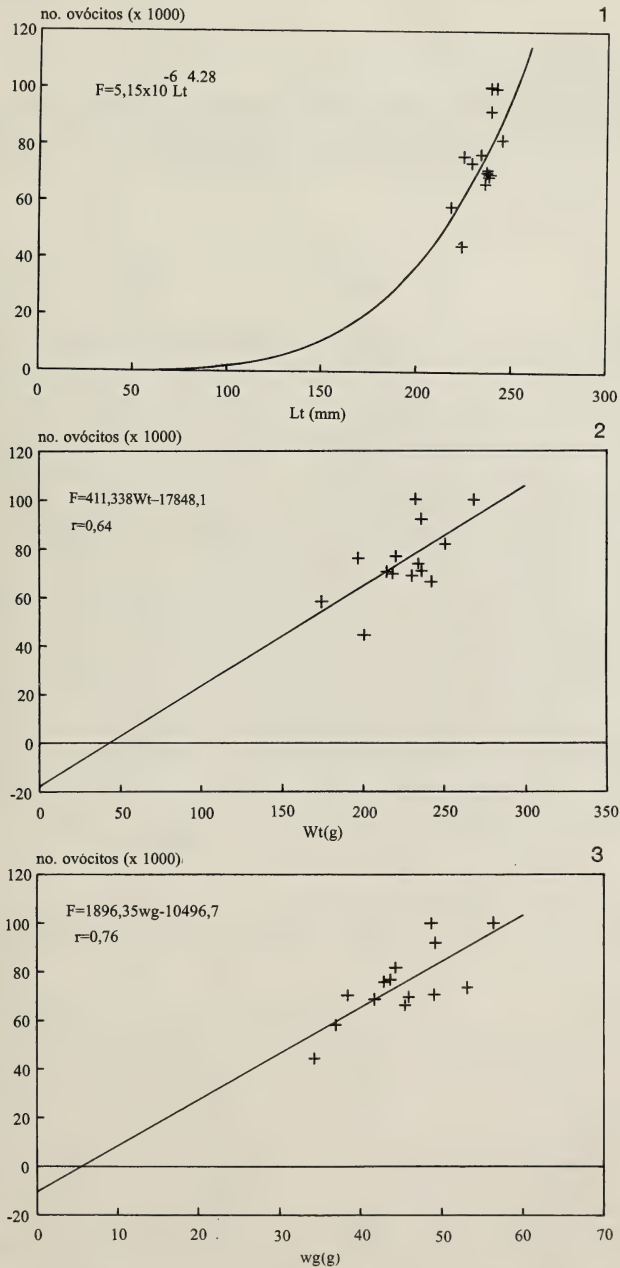 no. ovócitos (x 1000)
1
120
100
80
60
40
20
0
-6 4.28
F=5,15x10 Lt
0 50 100 150 200 250 300
Lt (mm)
no. ovócitos (x 1000)
2
120
100
80
60
40
20
0
-20
F=411,338Wt–17848,1
r=0,64
0 50 100 150 200 250 300 350
Wt(g)
no. ovócitos (x 1000)
3
120
100
80
60
40
20
0
-20
F=1896,35wg-10496,7
r=0,76
0 10 20 30 40 50 60 70
wg(g)